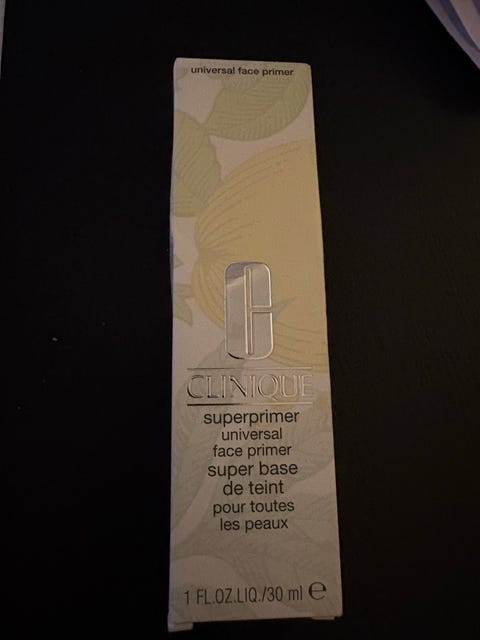 universal face primer
CLINIQUE
superprimer
universal
face primer
super base
de teint
pour toutes
les peaux
1 FL.OZ.LIQ./30 ml ℮